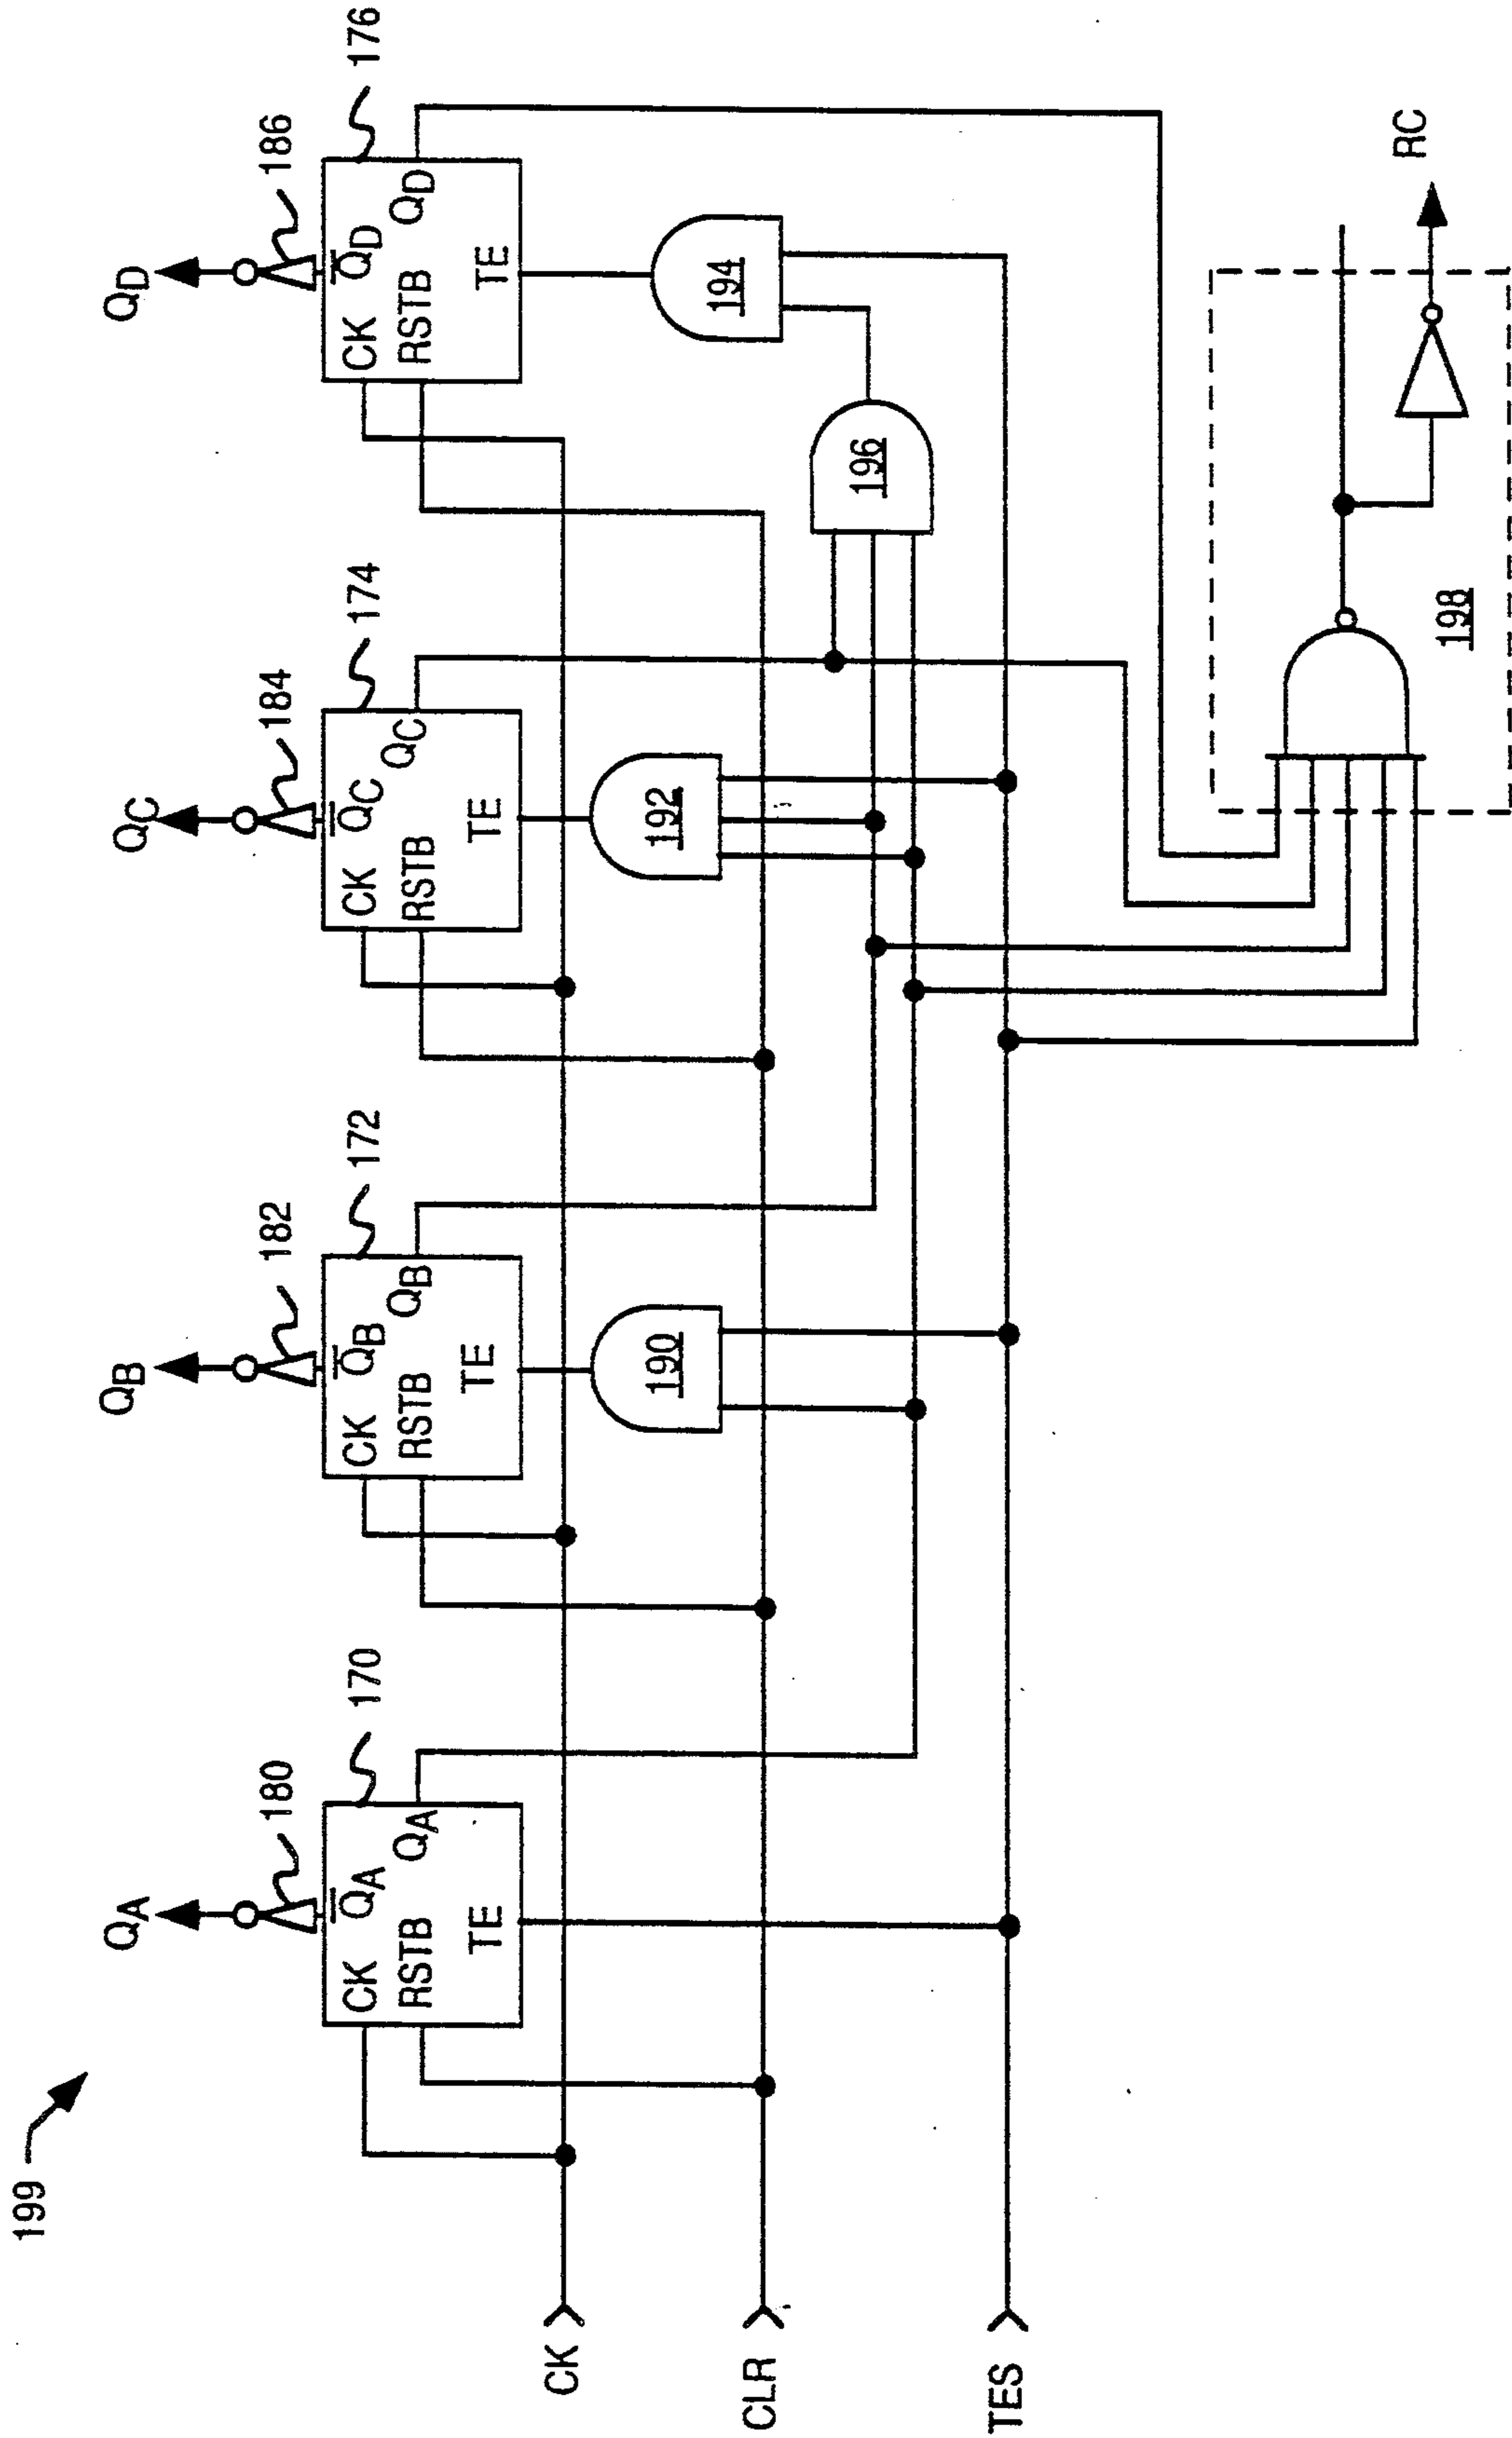 199
QA
QB
QC
QD
180
170
182
172
184
174
186
176
CK
Q̅A
RSTB
QA
TE
CK
Q̅B
RSTB
QB
TE
CK
Q̅C
RSTB
QC
TE
CK
Q̅D
RSTB
QD
TE
190
192
194
196
CK
CLR
TES
198
RC